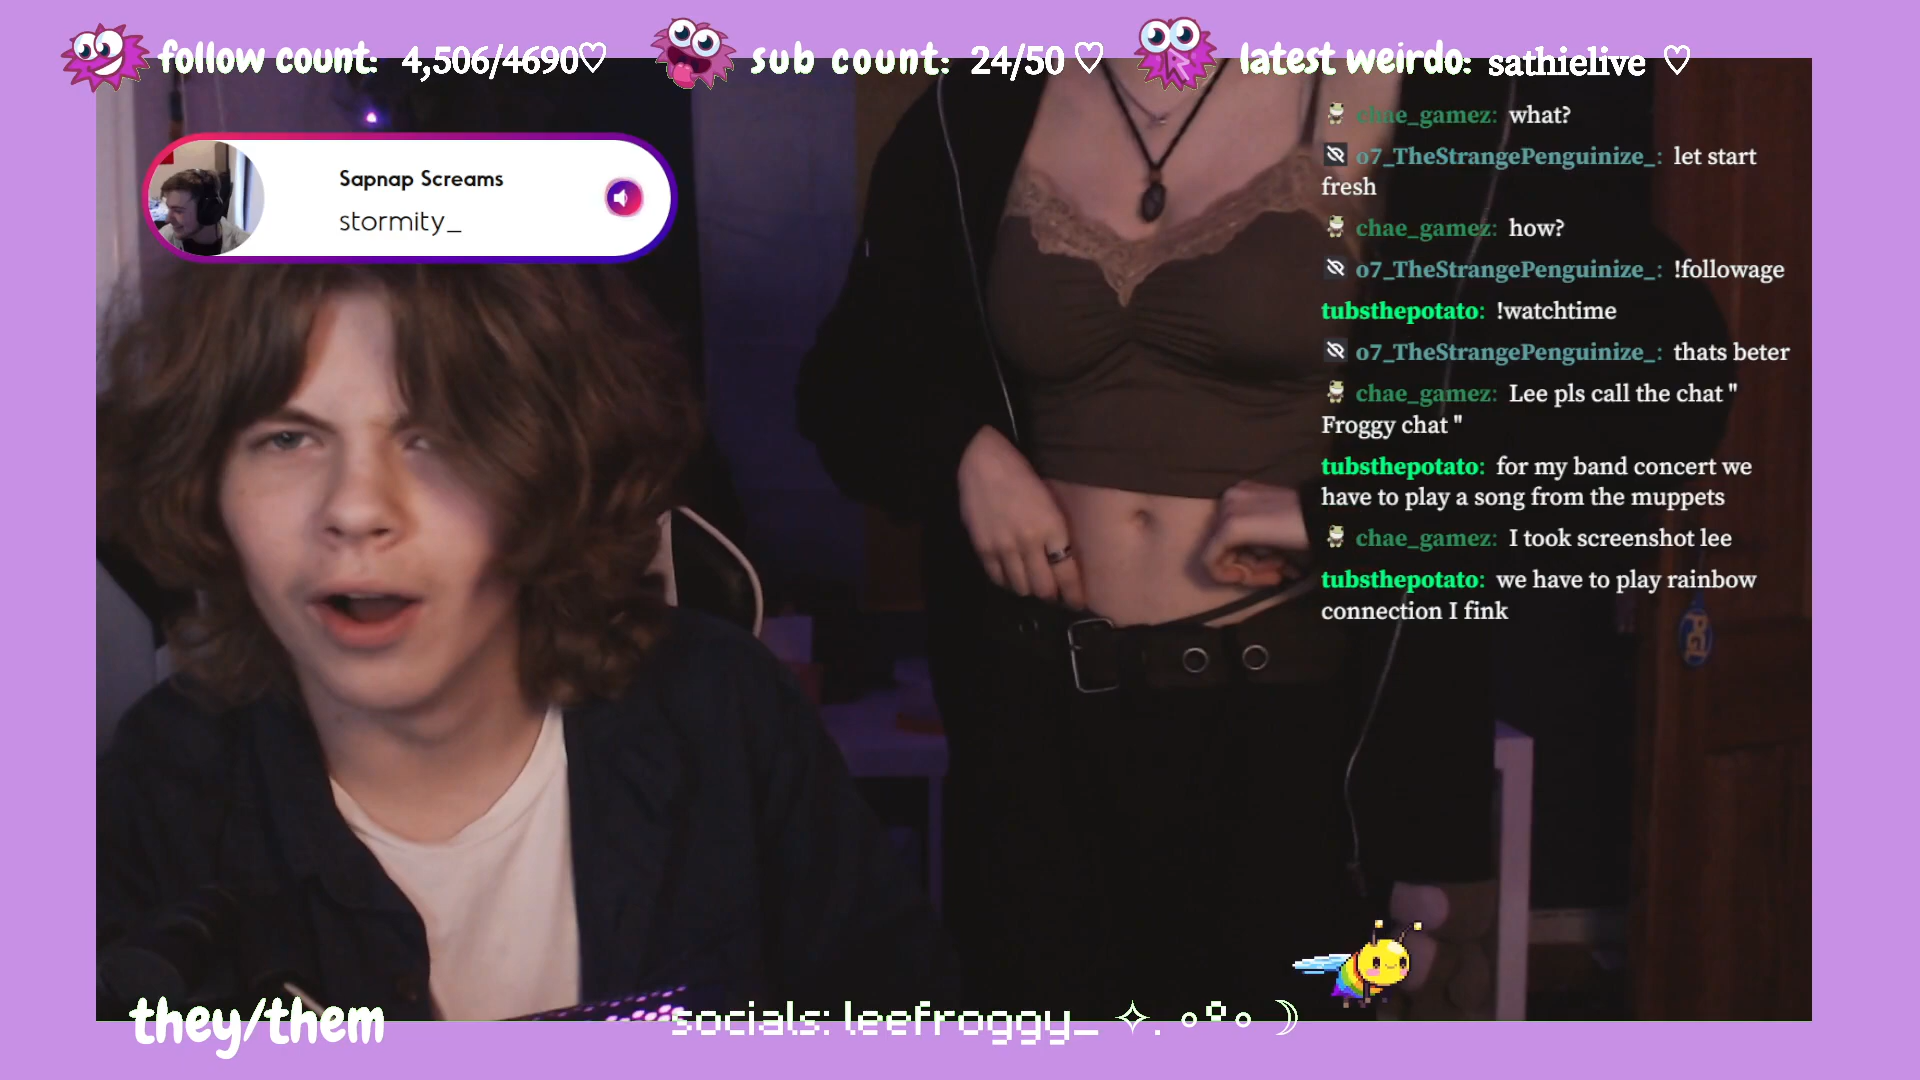 follow count: 4,506/4690♡
sub count: 24/50 ♡
latest weirdo: sathielive ♡
Sapnap Screams
stormity_
chae_gamez: what?
o7_TheStrangePenguinize_: let start
fresh
chae_gamez: how?
o7_TheStrangePenguinize_: !followage
tubsthepotato: !watchtime
o7_TheStrangePenguinize_: thats beter
chae_gamez: Lee pls call the chat "
Froggy chat "
tubsthepotato: for my band concert we
have to play a song from the muppets
chae_gamez: I took screenshot lee
tubsthepotato: we have to play rainbow
connection I fink
PGL
they/them
socials: leefroggy_ ✧. ∘°∘ ☽